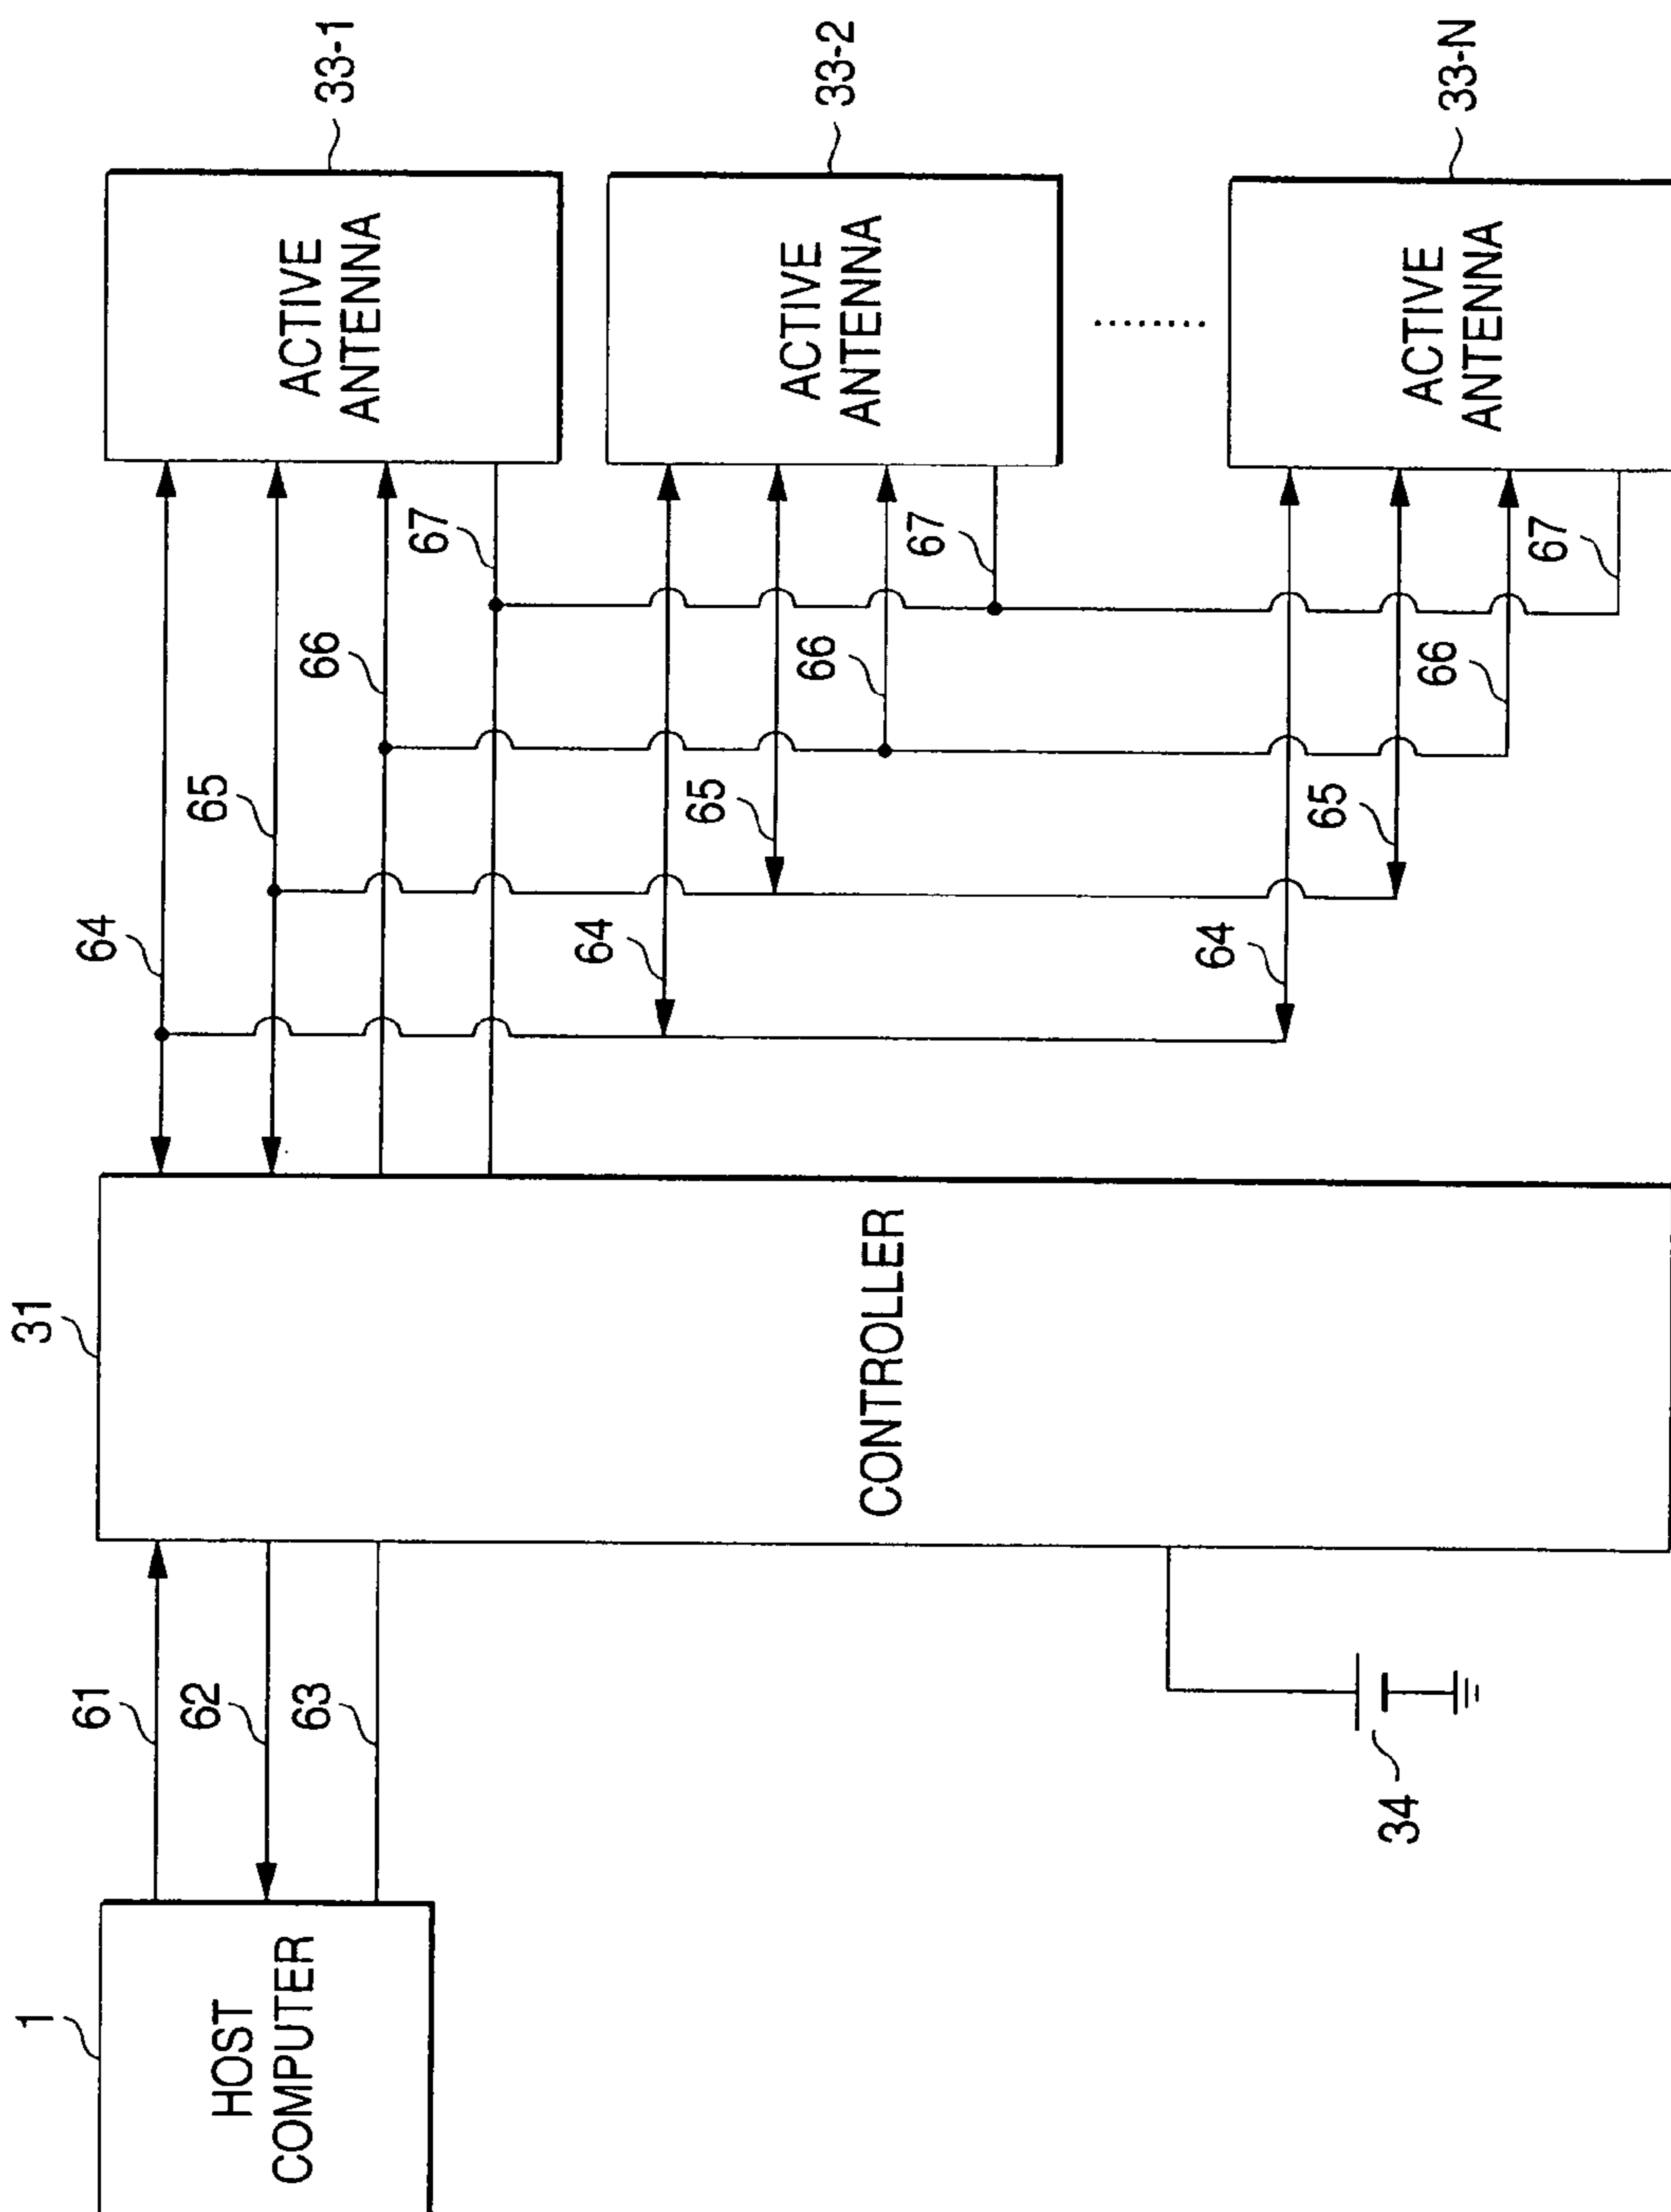 1
HOST
COMPUTER
61
62
63
31
CONTROLLER
34
64
65
66
67
ACTIVE
ANTENNA
33-1
64
65
66
67
ACTIVE
ANTENNA
33-2
64
65
66
67
ACTIVE
ANTENNA
33-N